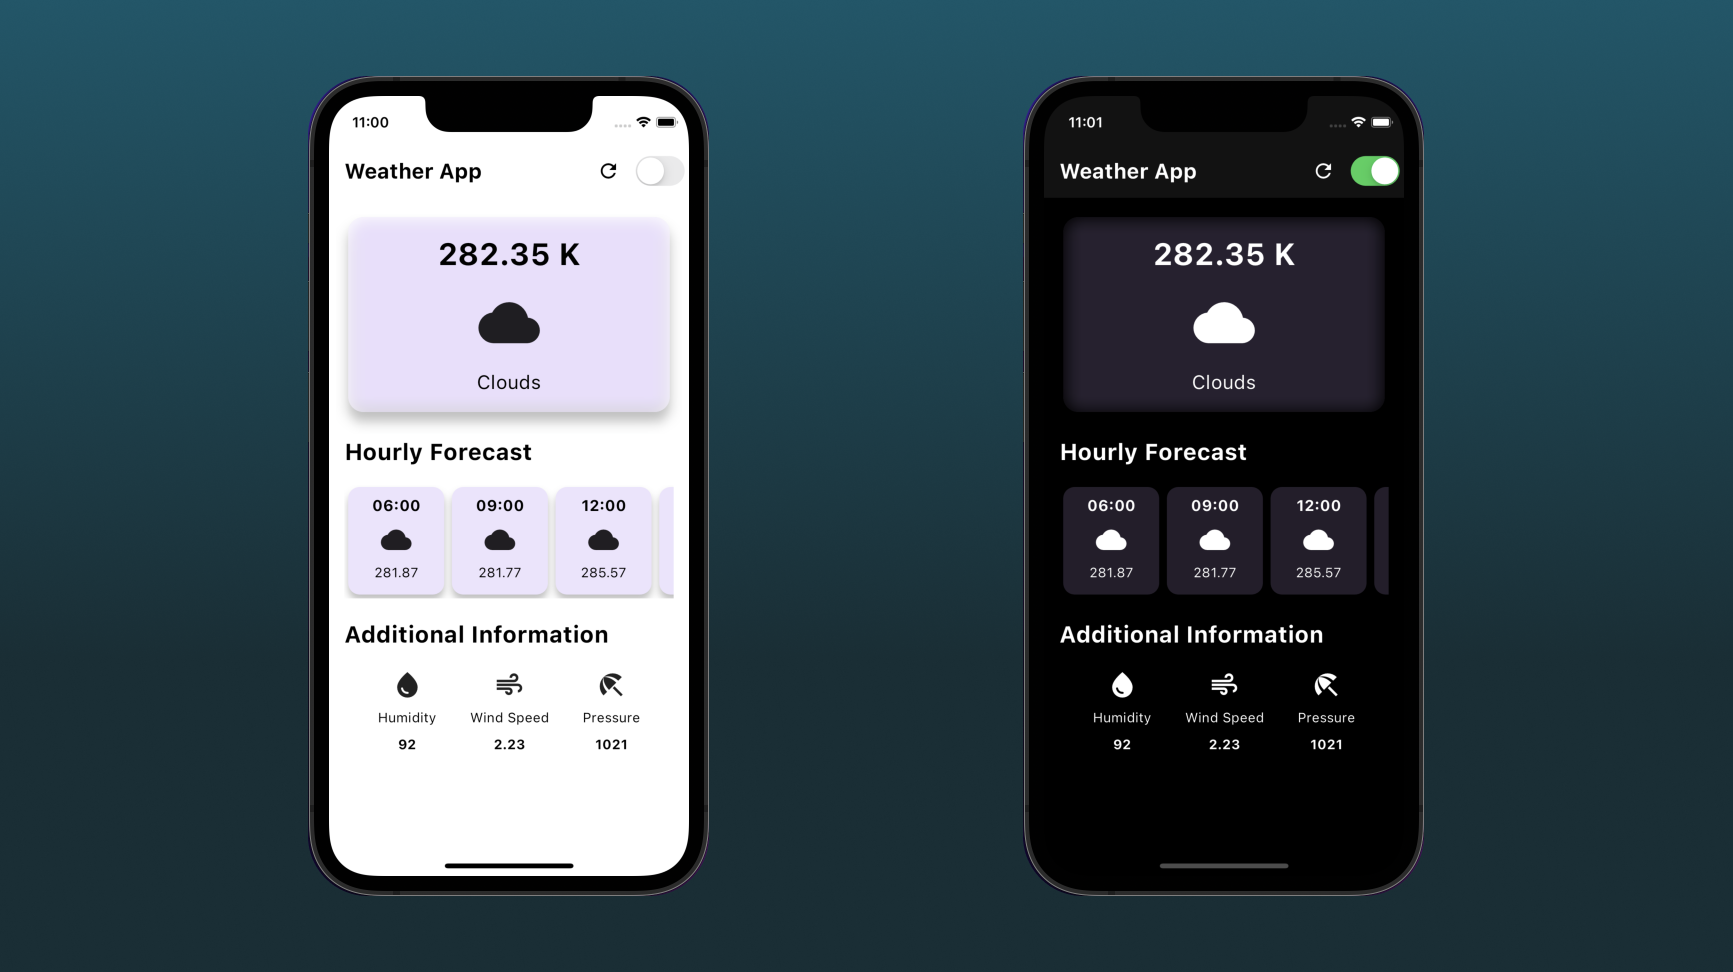 11:00
Weather App
282.35 K
Clouds
Hourly Forecast
06:00 09:00 12:00
281.87 281.77 285.57
Additional Information
Humidity Wind Speed Pressure
92 2.23 1021
11:01
Weather App
282.35 K
Clouds
Hourly Forecast
06:00 09:00 12:00
281.87 281.77 285.57
Additional Information
Humidity Wind Speed Pressure
92 2.23 1021